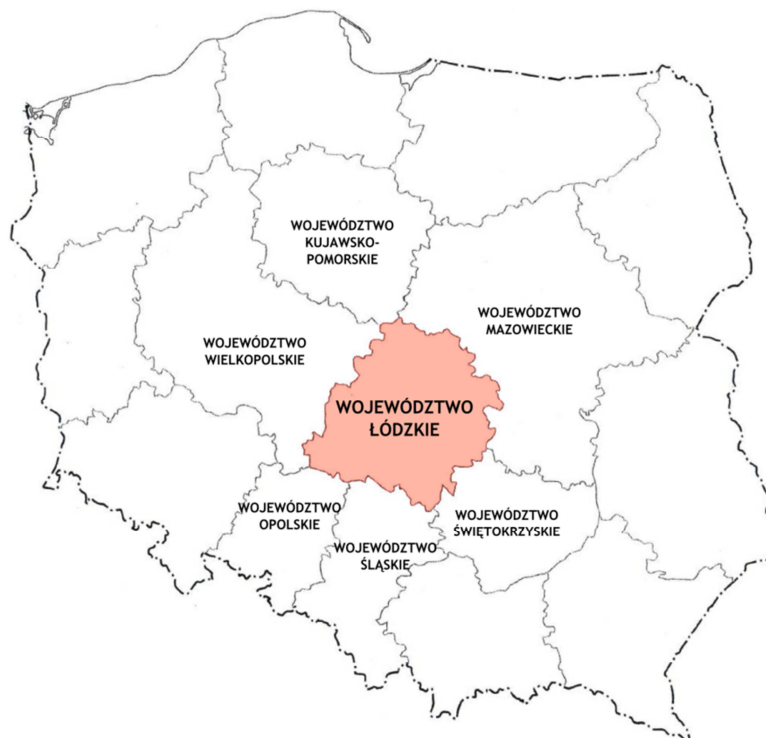 WOJEWÓDZTWO
KUJAWSKO-
POMORSKIE
WOJEWÓDZTWO
MAZOWIECKIE
WOJEWÓDZTWO
WIELKOPOLSKIE
WOJEWÓDZTWO
ŁÓDZKIE
WOJEWÓDZTWO
OPOLSKIE
WOJEWÓDZTWO
ŚWIĘTOKRZYSKIE
WOJEWÓDZTWO
ŚLĄSKIE